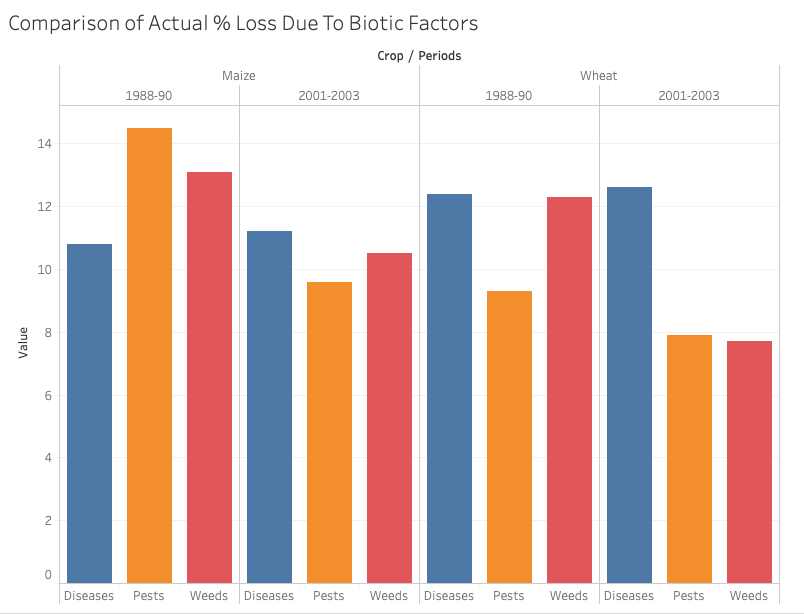 Comparison of Actual % Loss Due To Biotic Factors
Crop / Periods
Maize Wheat
1988-90 2001-2003 1988-90 2001-2003
Value
14
12
10
8
6
4
2
0
Diseases Pests Weeds Diseases Pests Weeds Diseases Pests Weeds Diseases Pests Weeds